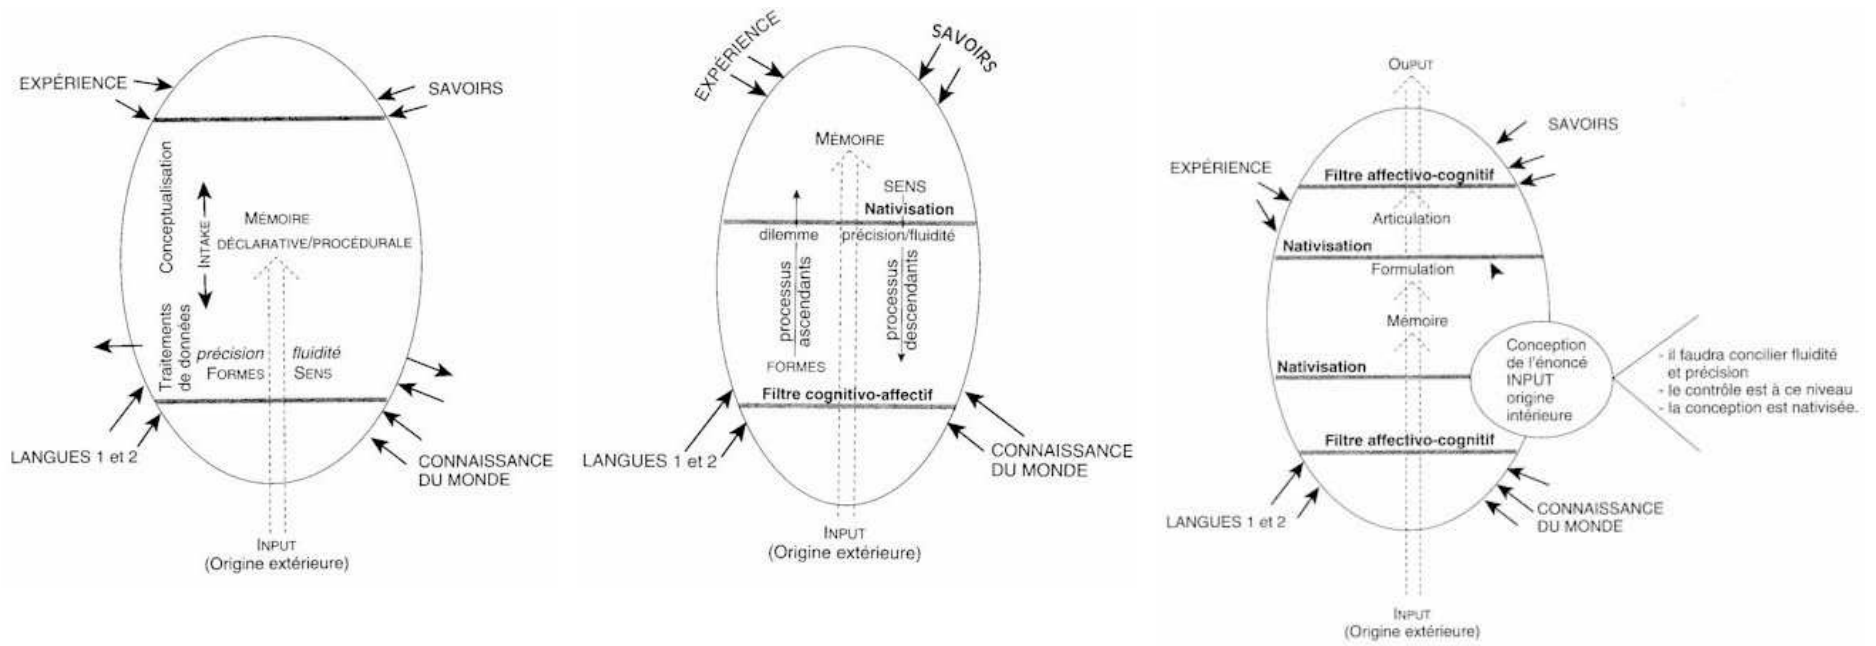 EXPÉRIENCE
SAVOIRS
Conceptualisation
INTAKE
MÉMOIRE
DÉCLARATIVE/PROCÉDURALE
Traitements
de données
précision
fluidité
FORMES
SENS
LANGUES 1 et 2
CONNAISSANCE
DU MONDE
INPUT
(Origine extérieure)
EXPÉRIENCE
SAVOIRS
MÉMOIRE
SENS
Nativisation
dilemme
précision/fluidité
processus
ascendants
processus
descendants
FORMES
Filtre cognitivo-affectif
LANGUES 1 et 2
CONNAISSANCE
DU MONDE
INPUT
(Origine extérieure)
OUPUT
SAVOIRS
EXPÉRIENCE
Filtre affectivo-cognitif
Articulation
Nativisation
Formulation
Mémoire
Nativisation
Conception
de l'énoncé
INPUT
origine
intérieure
- il faudra concilier fluidité
et précision
- le contrôle est à ce niveau
- la conception est nativisée.
Filtre affectivo-cognitif
LANGUES 1 et 2
CONNAISSANCE
DU MONDE
INPUT
(Origine extérieure)